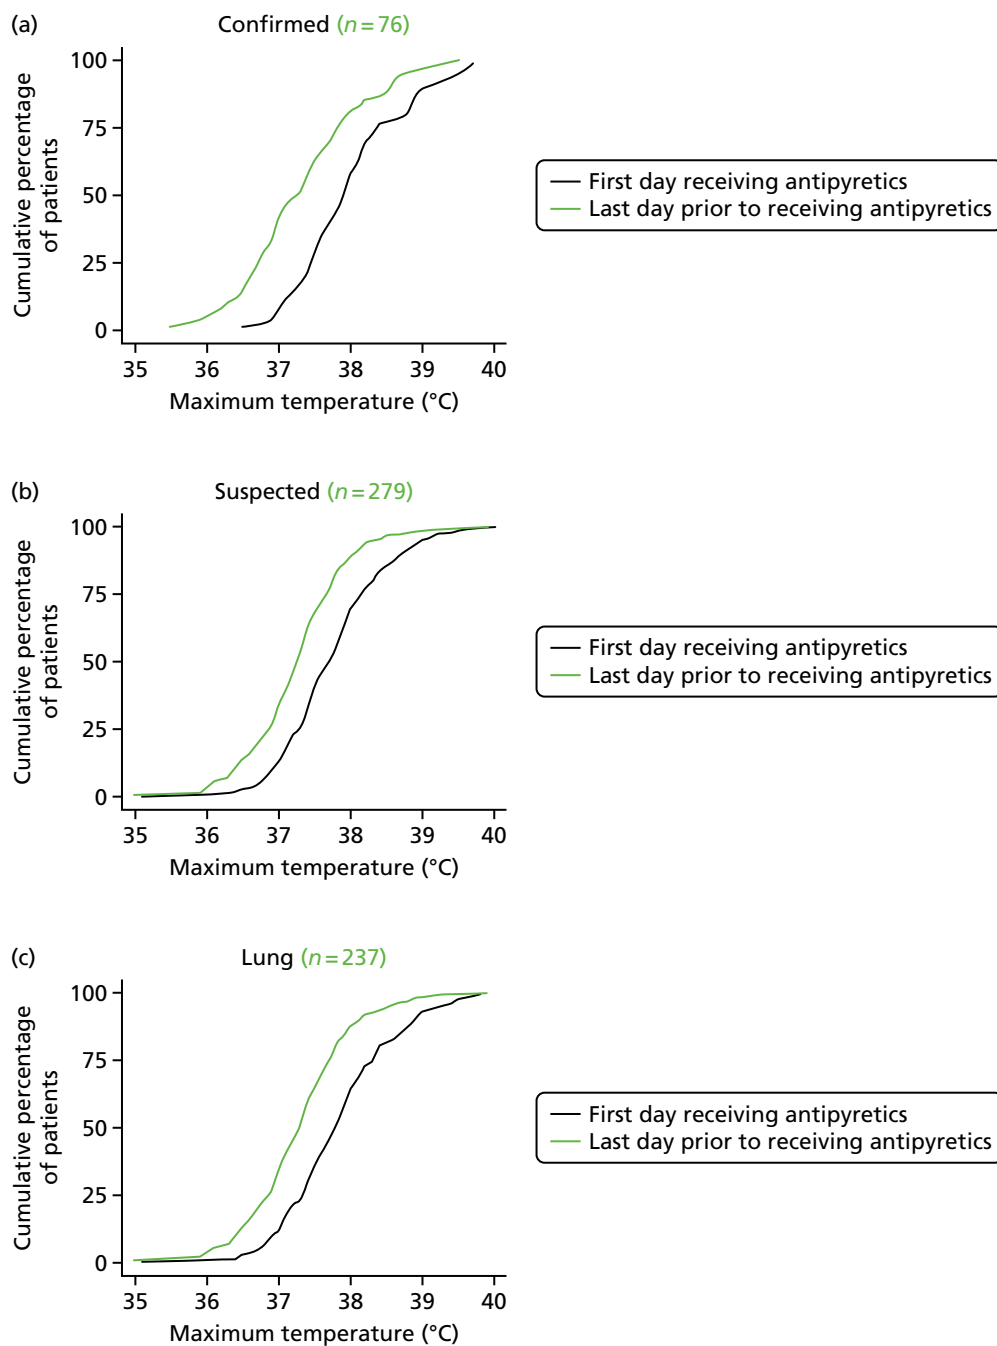 (a)
Confirmed (n=76)
Cumulative percentage
of patients
100
75
50
25
0
35 36 37 38 39 40
Maximum temperature (°C)
First day receiving antipyretics
Last day prior to receiving antipyretics
(b)
Suspected (n=279)
Cumulative percentage
of patients
100
75
50
25
0
35 36 37 38 39 40
Maximum temperature (°C)
First day receiving antipyretics
Last day prior to receiving antipyretics
(c)
Lung (n=237)
Cumulative percentage
of patients
100
75
50
25
0
35 36 37 38 39 40
Maximum temperature (°C)
First day receiving antipyretics
Last day prior to receiving antipyretics